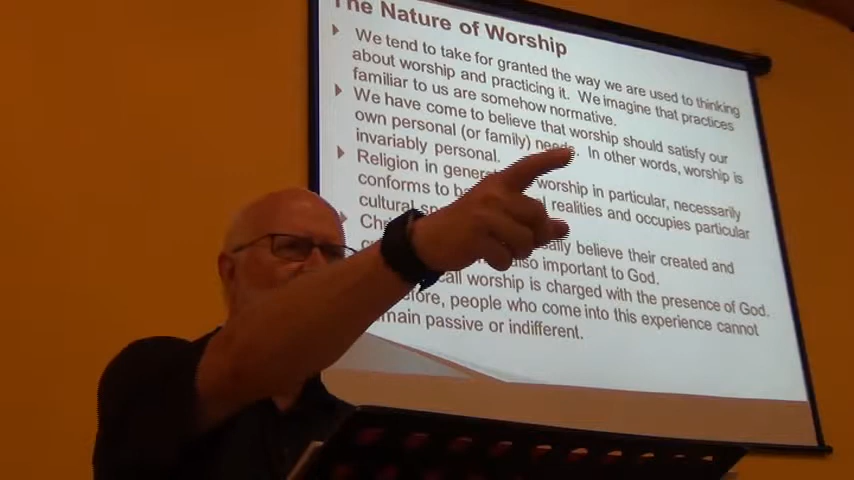 The Nature of Worship
We tend to take for granted the way we are used to thinking
about worship and practicing it. We imagine that practices
familiar to us are somehow normative.
We have come to believe that worship should satisfy our
own personal (or family) needs. In other words, worship is
invariably personal.
Religion in general worship in particular, necessarily
conforms to realities and occupies particular
cultural
believe their created and
also important to God.
call worship is charged with the presence of God.
people who come into this experience cannot
remain passive or indifferent.